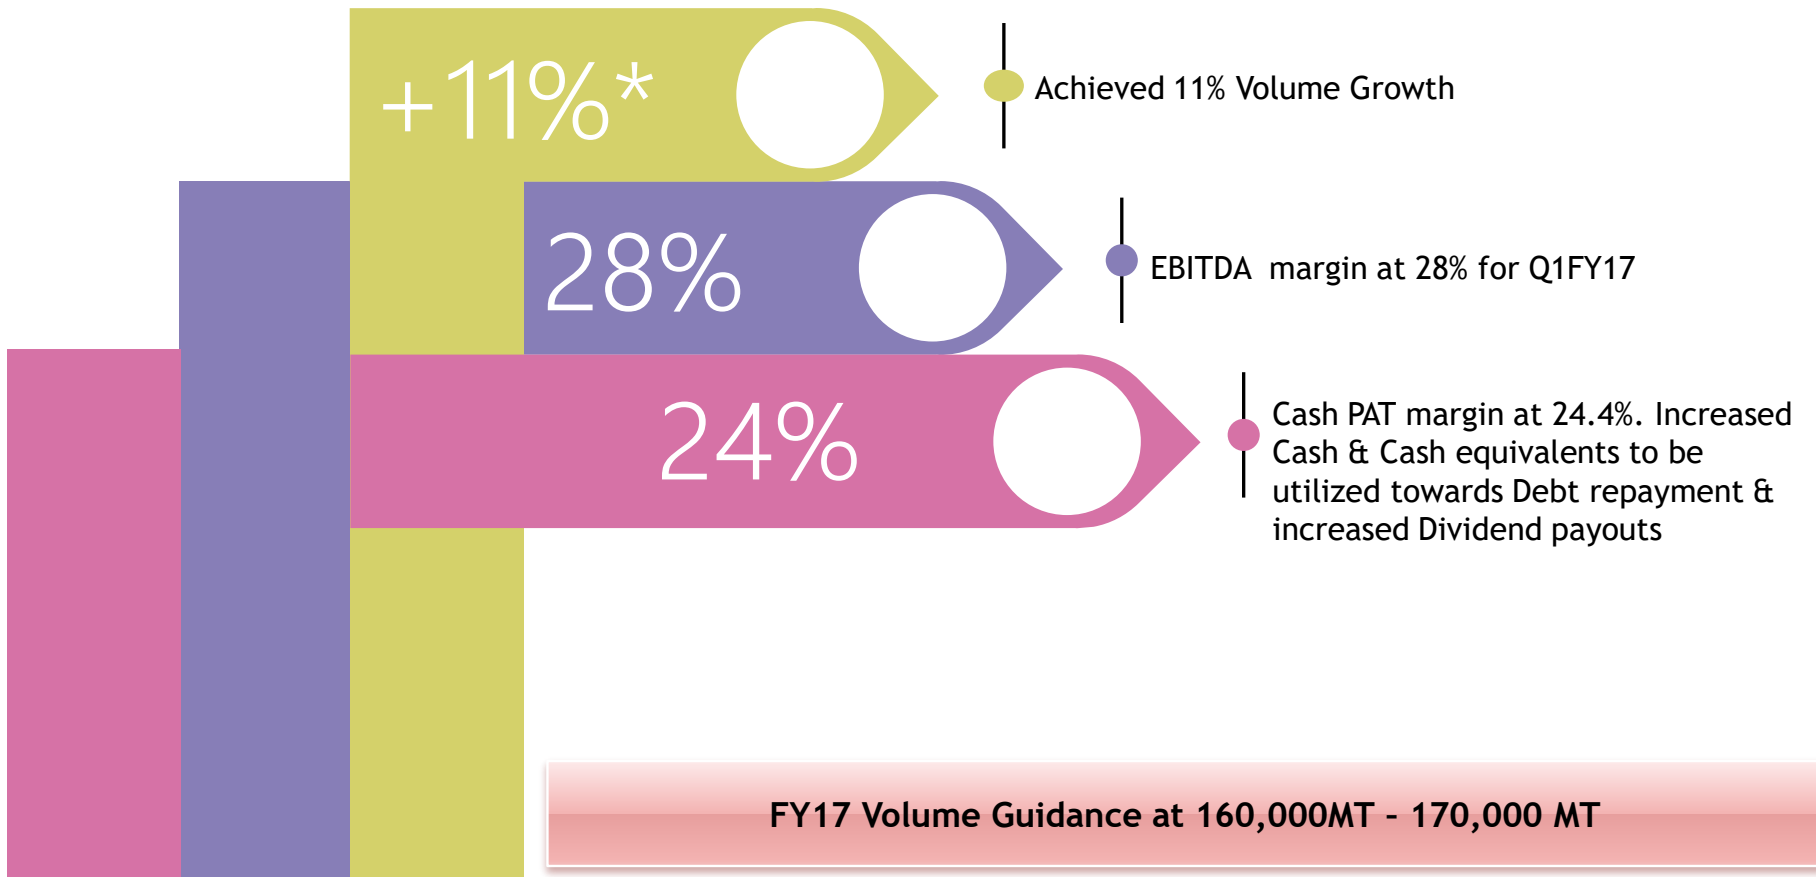 +11%*
Achieved 11% Volume Growth
28%
EBITDA margin at 28% for Q1FY17
24%
Cash PAT margin at 24.4%. Increased
Cash & Cash equivalents to be
utilized towards Debt repayment &
increased Dividend payouts
FY17 Volume Guidance at 160,000MT – 170,000 MT